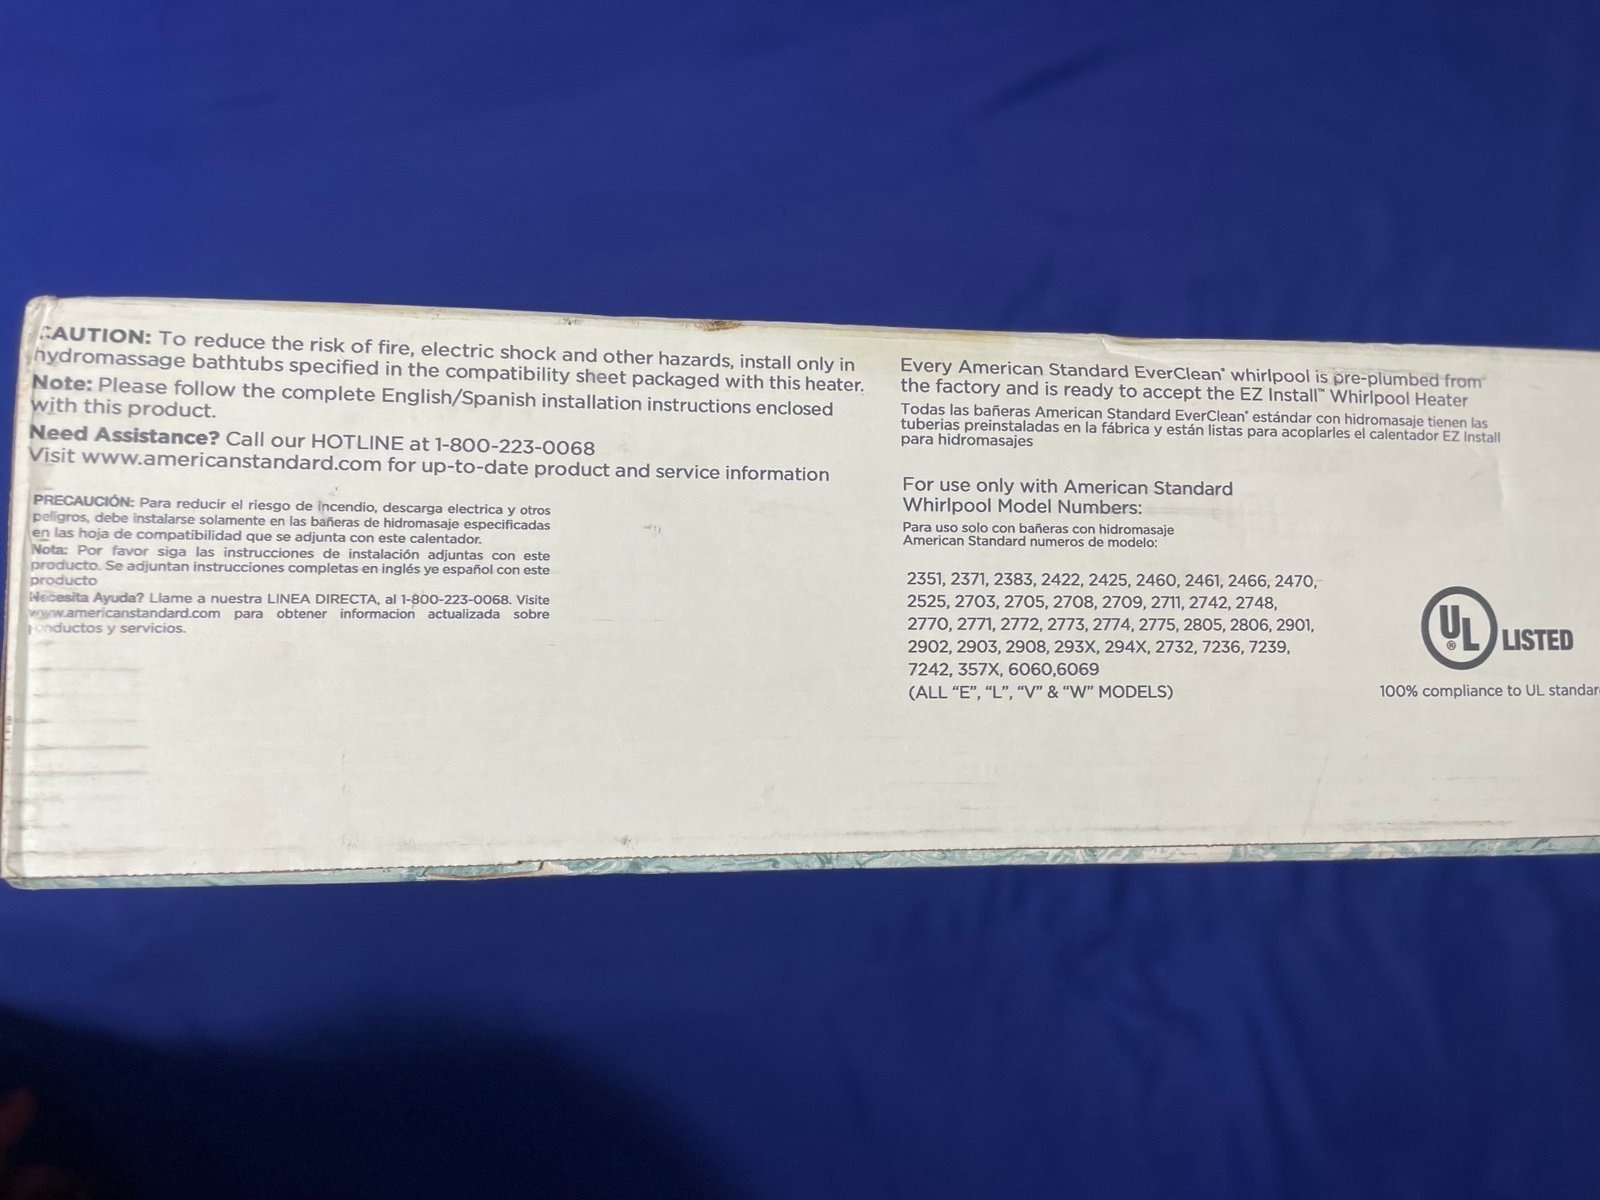 CAUTION: To reduce the risk of fire, electric shock and other hazards, install only in
hydromassage bathtubs specified in the compatibility sheet packaged with this heater.
Note: Please follow the complete English/Spanish installation instructions enclosed
with this product.
Need Assistance? Call our HOTLINE at 1-800-223-0068
Visit www.americanstandard.com for up-to-date product and service information
PRECAUCIÓN: Para reducir el riesgo de incendio, descarga electrica y otros
peligros, debe instalarse solamente en las bañeras de hidromasaje especificadas
en las hoja de compatibilidad que se adjunta con este calentador.
Nota: Por favor siga las instrucciones de instalación adjuntas con este
producto. Se adjuntan instrucciones completas en inglés ye español con este
producto
Necesita Ayuda? Llame a nuestra LINEA DIRECTA, al 1-800-223-0068. Visite
www.americanstandard.com para obtener informacion actualizada sobre
productos y servicios.
Every American Standard EverClean® whirlpool is pre-plumbed from
the factory and is ready to accept the EZ Install™ Whirlpool Heater
Todas las bañeras American Standard EverClean® estándar con hidromasaje tienen las
tuberias preinstaladas en la fábrica y están listas para acoplarles el calentador EZ Install
para hidromasajes
For use only with American Standard
Whirlpool Model Numbers:
Para uso solo con bañeras con hidromasaje
American Standard numeros de modelo:
2351, 2371, 2383, 2422, 2425, 2460, 2461, 2466, 2470,
2525, 2703, 2705, 2708, 2709, 2711, 2742, 2748,
2770, 2771, 2772, 2773, 2774, 2775, 2805, 2806, 2901,
2902, 2903, 2908, 293X, 294X, 2732, 7236, 7239,
7242, 357X, 6060,6069
(ALL “E”, “L”, “V” & “W” MODELS)
UL® LISTED
100% compliance to UL standar